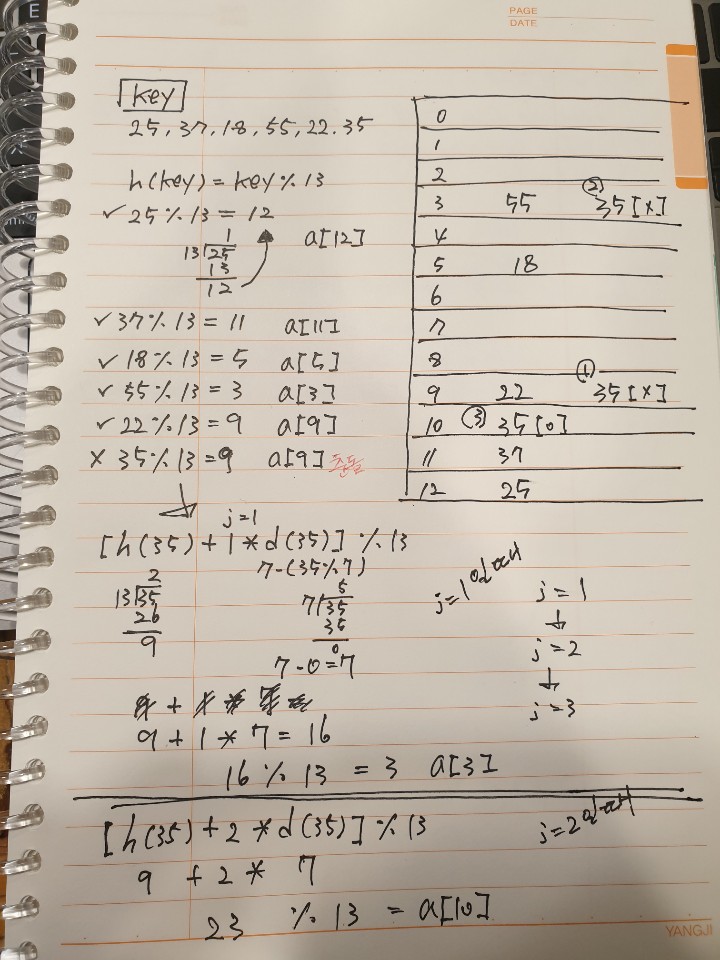 PAGE
DATE
key
25, 37, 18, 55, 22. 35
h(key) = key % 13
✓ 25 % 13 = 12
1
13 25
a[12]
13
12
✓ 37 % 13 = 11 a[11]
✓ 18 % 13 = 5 a[5]
✓ 55 % 13 = 3 a[3]
✓ 22 % 13 = 9 a[9]
× 35 % 13 = 9 a[9] 충돌
0
1
2
3 55 ② 35[×]
4
5 18
6
7
8
9 22 ① 35[×]
10 ③ 35[o]
11 37
12 25
j=1
[h(35) + 1 * d(35)] % 13
7-(35%7)
2
13 35
26
9
5
7 35
35
0
7-0=7
j=1일때
j=1
↓
j=2
↓
j=3
9 + 1 * 7 = 16
16 % 13 = 3 a[3]
[h(35) + 2 * d(35)] % 13
j=2일때
9 + 2 * 7
23 % 13 = a[10]
YANGJI